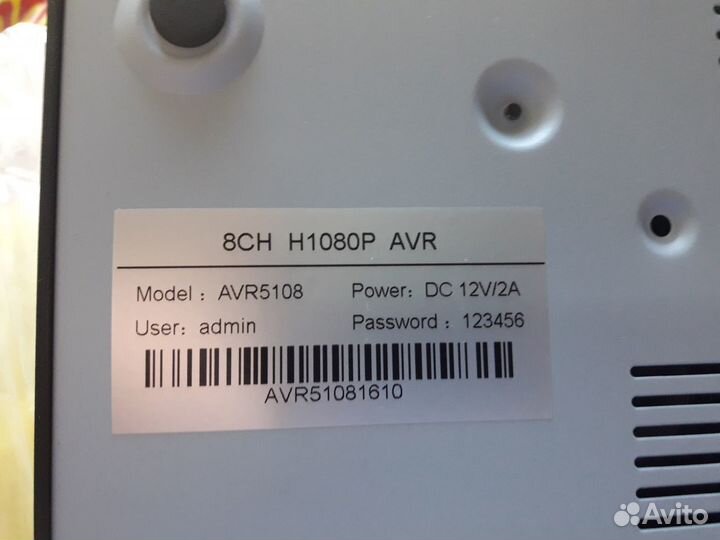 8CH H1080P AVR
Model : AVR5108 Power: DC 12V/2A
User: admin Password : 123456
AVR51081610
Avito